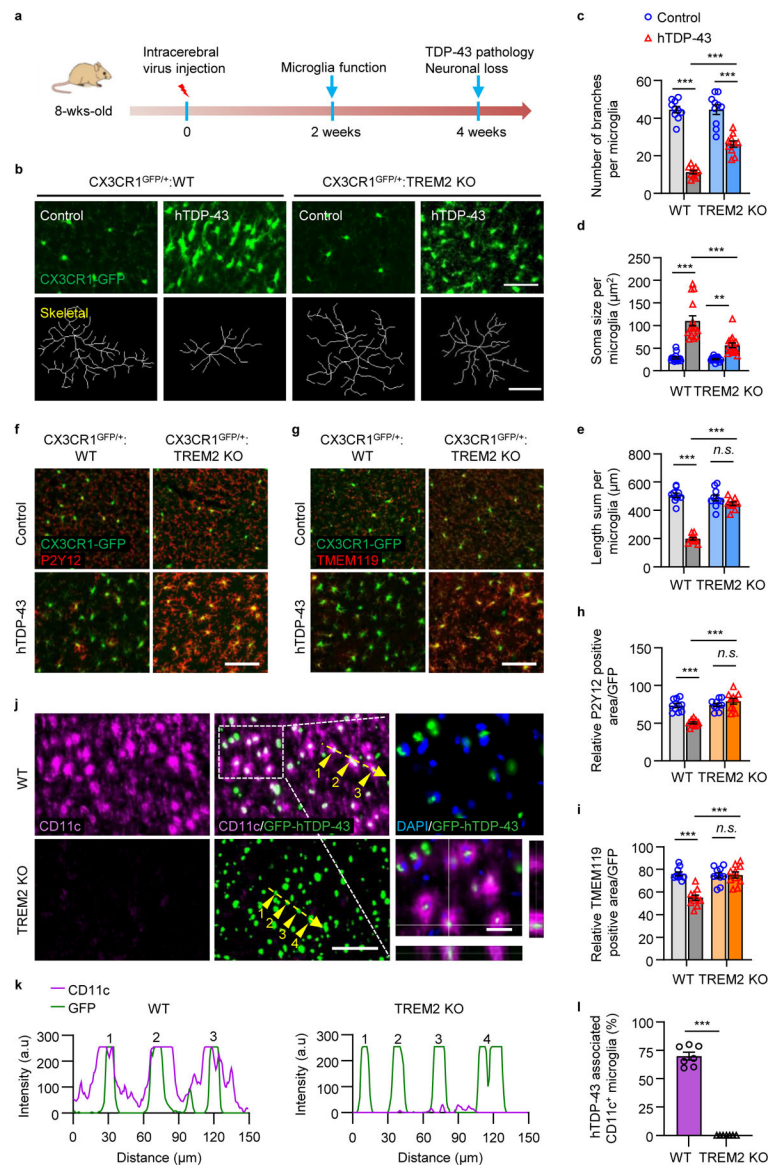 a
Intracerebral
virus injection
Microglia function
TDP-43 pathology
Neuronal loss
8-wks-old
0
2 weeks
4 weeks
b
CX3CR1GFP/+:WT
CX3CR1GFP/+:TREM2 KO
Control
hTDP-43
Control
hTDP-43
CX3CR1-GFP
Skeletal
c
Control
hTDP-43
***
***
***
Number of branches
per microglia
60
40
20
0
WT
TREM2 KO
d
***
***
**
Soma size per
microglia (µm2)
250
200
150
100
50
0
WT
TREM2 KO
e
***
***
n.s.
Length sum per
microglia (µm)
800
600
400
200
0
WT
TREM2 KO
f
CX3CR1GFP/+:
WT
CX3CR1GFP/+:
TREM2 KO
Control
CX3CR1-GFP
P2Y12
hTDP-43
g
CX3CR1GFP/+:
WT
CX3CR1GFP/+:
TREM2 KO
Control
CX3CR1-GFP
TMEM119
hTDP-43
h
***
***
n.s.
Relative P2Y12 positive
area/GFP
150
100
50
0
WT
TREM2 KO
i
***
***
n.s.
Relative TMEM119
positive area/GFP
100
80
60
40
20
0
WT
TREM2 KO
j
WT
CD11c
1
2
3
CD11c/GFP-hTDP-43
DAPI/GFP-hTDP-43
TREM2 KO
1
2
3
4
k
CD11c
GFP
WT
TREM2 KO
Intensity (a.u)
300
200
100
0
1
2
3
0
30
60
90
120
150
Distance (µm)
Intensity (a.u)
300
200
100
0
1
2
3
4
0
30
60
90
120
150
Distance (µm)
l
***
hTDP-43 associated
CD11c+ microglia (%)
75
50
25
0
WT
TREM2 KO